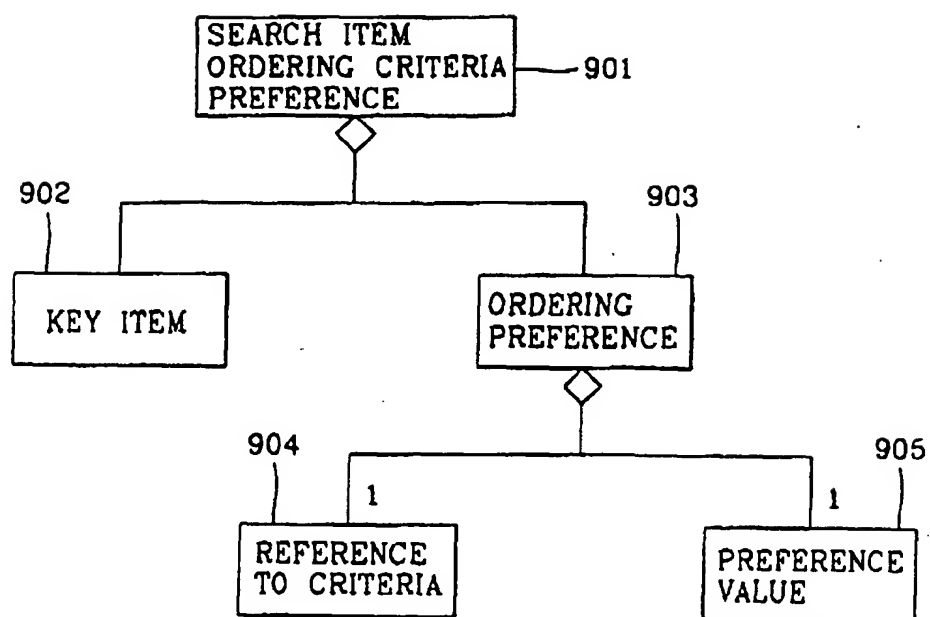 SEARCH ITEM
ORDERING CRITERIA
PREFERENCE
901
902
903
KEY ITEM
ORDERING
PREFERENCE
904
905
1
1
REFERENCE
TO CRITERIA
PREFERENCE
VALUE